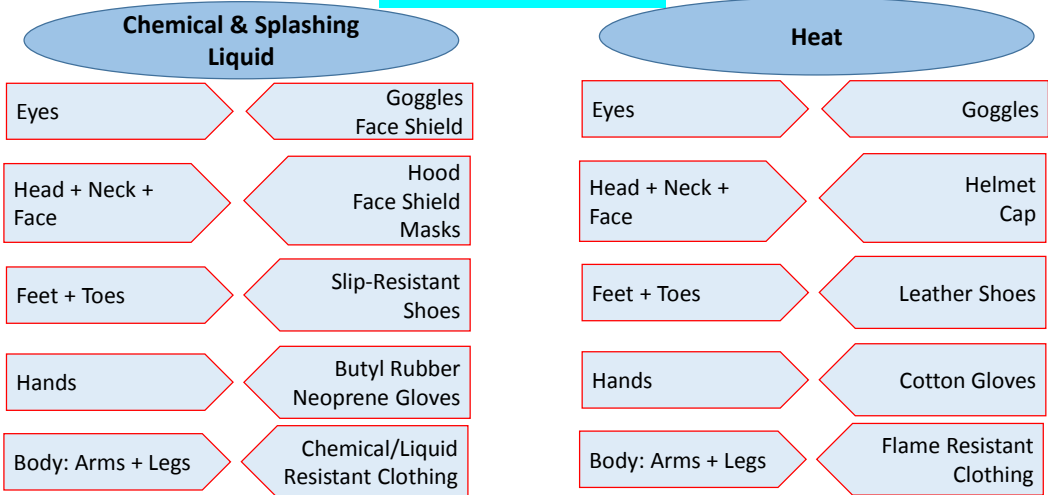 Chemical & Splashing
Liquid
Eyes
Goggles
Face Shield
Head + Neck +
Face
Hood
Face Shield
Masks
Feet + Toes
Slip-Resistant
Shoes
Hands
Butyl Rubber
Neoprene Gloves
Body: Arms + Legs
Chemical/Liquid
Resistant Clothing
Heat
Eyes
Goggles
Head + Neck +
Face
Helmet
Cap
Feet + Toes
Leather Shoes
Hands
Cotton Gloves
Body: Arms + Legs
Flame Resistant
Clothing